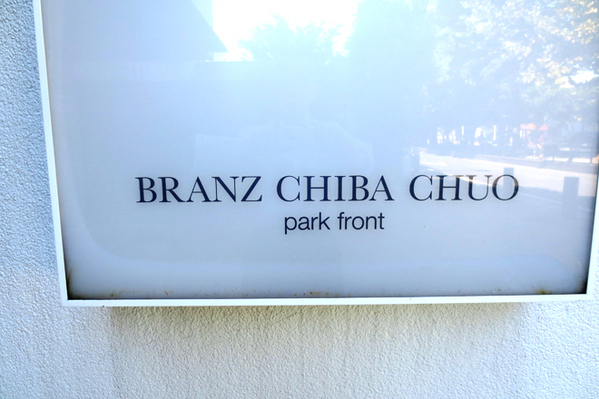 BRANZ CHIBA CHUO
park front